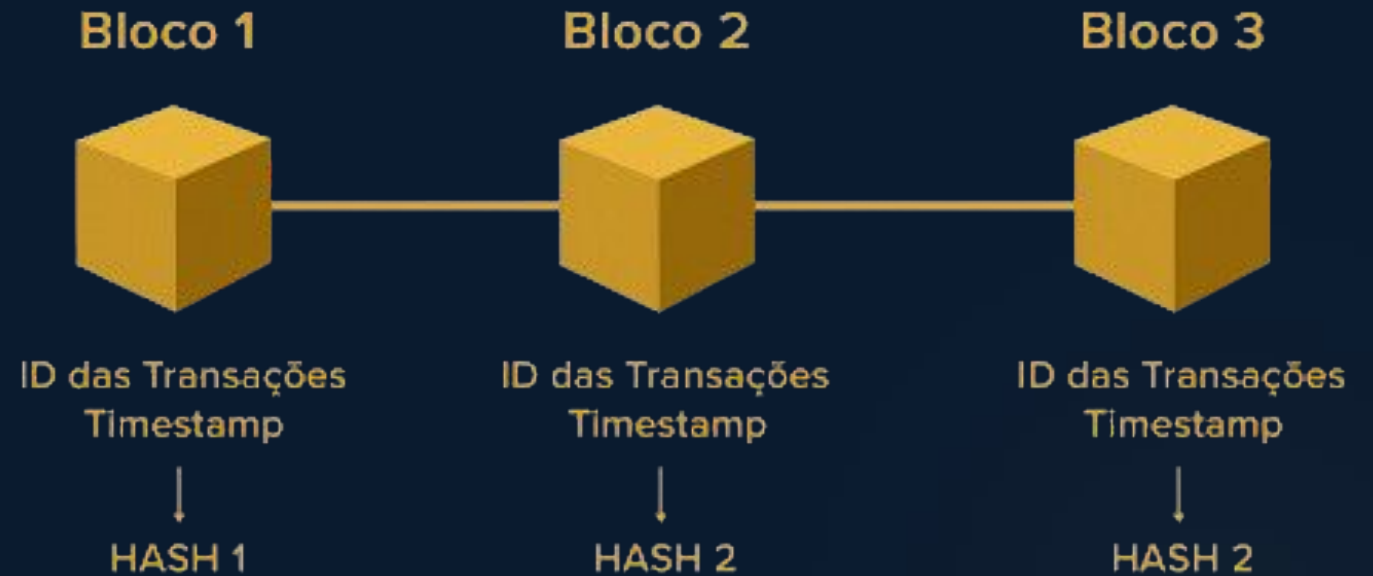 Bloco 1
Bloco 2
Bloco 3
ID das Transações
Timestamp
HASH 1
ID das Transações
Timestamp
HASH 2
ID das Transações
Timestamp
HASH 2